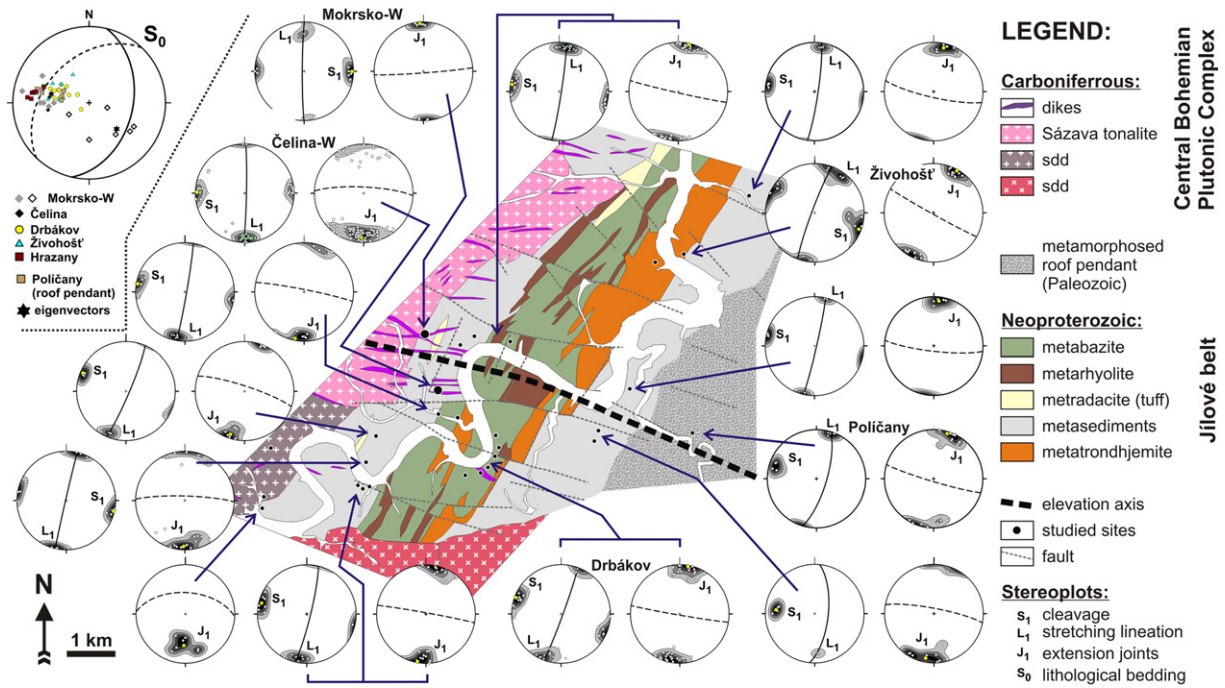 Mokrsko-W
N
S0
L1
J1
S1
L1
J1
S1
L1
S1
Čelina-W
S1
L1
J1
L1
S1
Živohošť
J1
Mokrsko-W
Čelina
Drbákov
Živohošť
Hrazany
Políčany
(roof pendant)
eigenvectors
S1
L1
J1
L1
S1
J1
S1
L1
J1
Políčany
L1
S1
J1
S1
L1
J1
Drbákov
J1
S1
L1
J1
S1
L1
J1
S1
L1
J1
N
1 km
LEGEND:
Carboniferrous:
dikes
Sázava tonalite
sdd
sdd
metamorphosed
roof pendant
(Paleozoic)
Neoproterozoic:
metabazite
metarhyolite
metradacite (tuff)
metasediments
metatrondhjemite
elevation axis
studied sites
fault
Stereoplots:
S1 cleavage
L1 stretching lineation
J1 extension joints
S0 lithological bedding
Central Bohemian
Plutonic Complex
Jílové belt